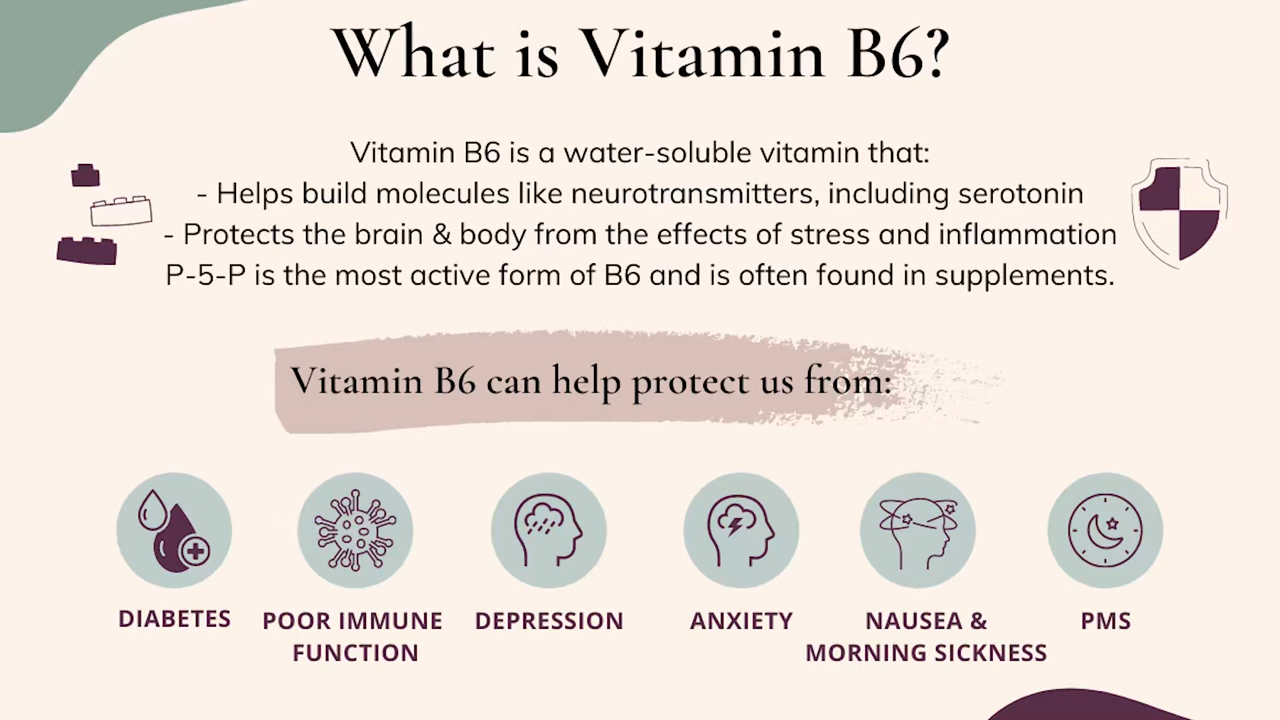 What is Vitamin B6?
Vitamin B6 is a water-soluble vitamin that:
- Helps build molecules like neurotransmitters, including serotonin
- Protects the brain & body from the effects of stress and inflammation
P-5-P is the most active form of B6 and is often found in supplements.
Vitamin B6 can help protect us from:
DIABETES
POOR IMMUNE
FUNCTION
DEPRESSION
ANXIETY
NAUSEA &
MORNING SICKNESS
PMS